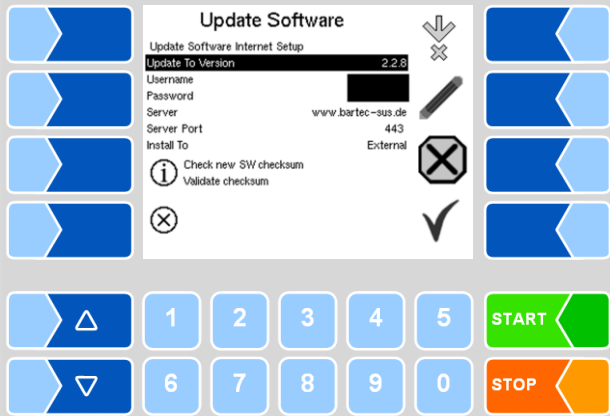 Update Software
Update Software Internet Setup
Update To Version 2.2.8
Username
Password
Server www.bartec-sus.de
Server Port 443
Install To External
Check new SW checksum
Validate checksum
1 2 3 4 5 START
6 7 8 9 0 STOP